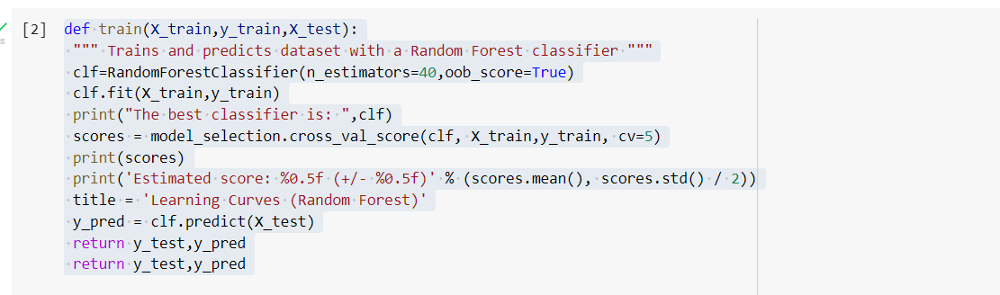 [2] def train(X_train,y_train,X_test):
""" Trains and predicts dataset with a Random Forest classifier """
clf=RandomForestClassifier(n_estimators=40,oob_score=True)
clf.fit(X_train,y_train)
print("The best classifier is: ",clf)
scores = model_selection.cross_val_score(clf, X_train,y_train, cv=5)
print(scores)
print('Estimated score: %0.5f (+/- %0.5f)' % (scores.mean(), scores.std() / 2))
title = 'Learning Curves (Random Forest)'
y_pred = clf.predict(X_test)
return y_test,y_pred
return y_test,y_pred